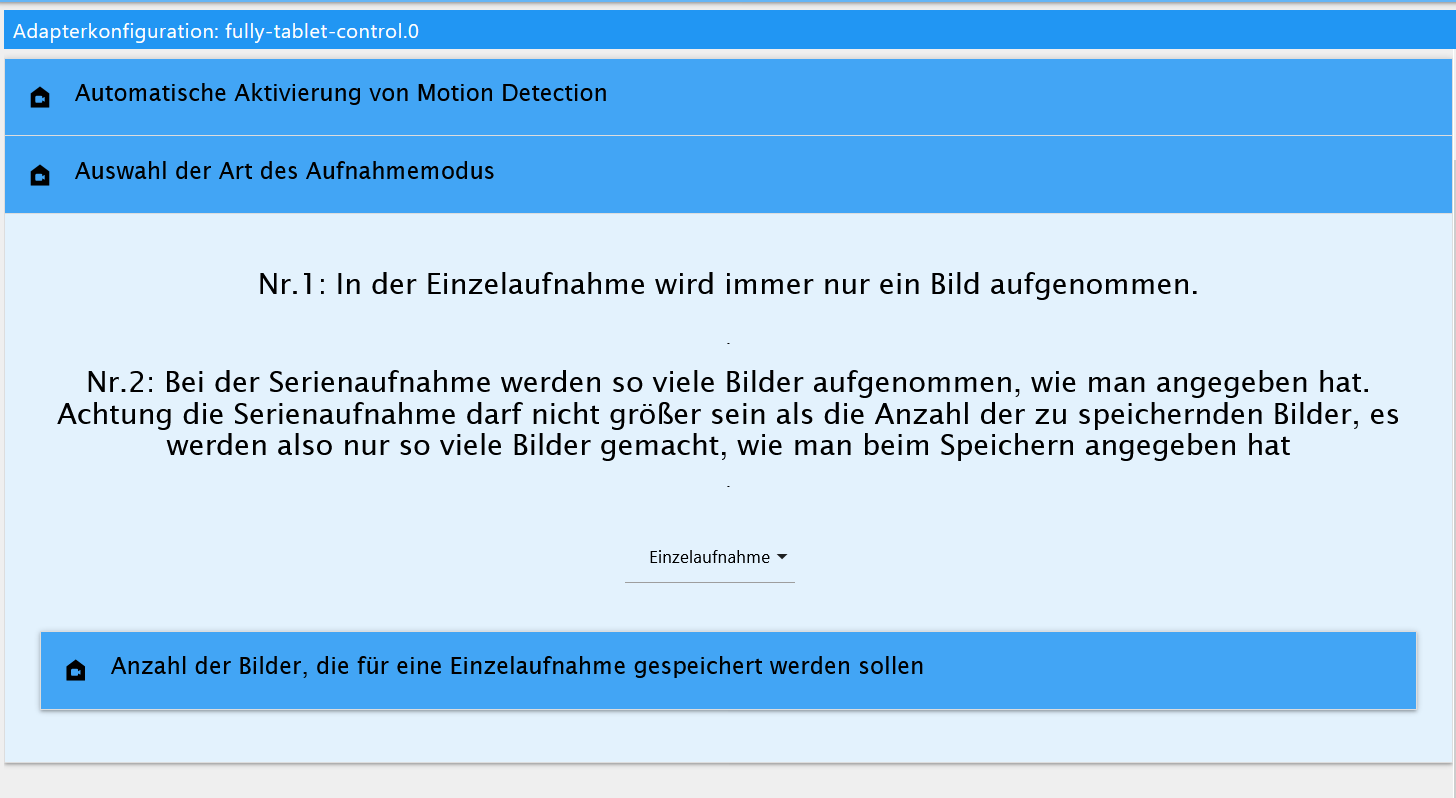 Adapterkonfiguration: fully-tablet-control.0
Automatische Aktivierung von Motion Detection
Auswahl der Art des Aufnahmemodus
Nr.1: In der Einzelaufnahme wird immer nur ein Bild aufgenommen.
.
Nr.2: Bei der Serienaufnahme werden so viele Bilder aufgenommen, wie man angegeben hat.
Achtung die Serienaufnahme darf nicht größer sein als die Anzahl der zu speichernden Bilder, es
werden also nur so viele Bilder gemacht, wie man beim Speichern angegeben hat
.
Einzelaufnahme
Anzahl der Bilder, die für eine Einzelaufnahme gespeichert werden sollen